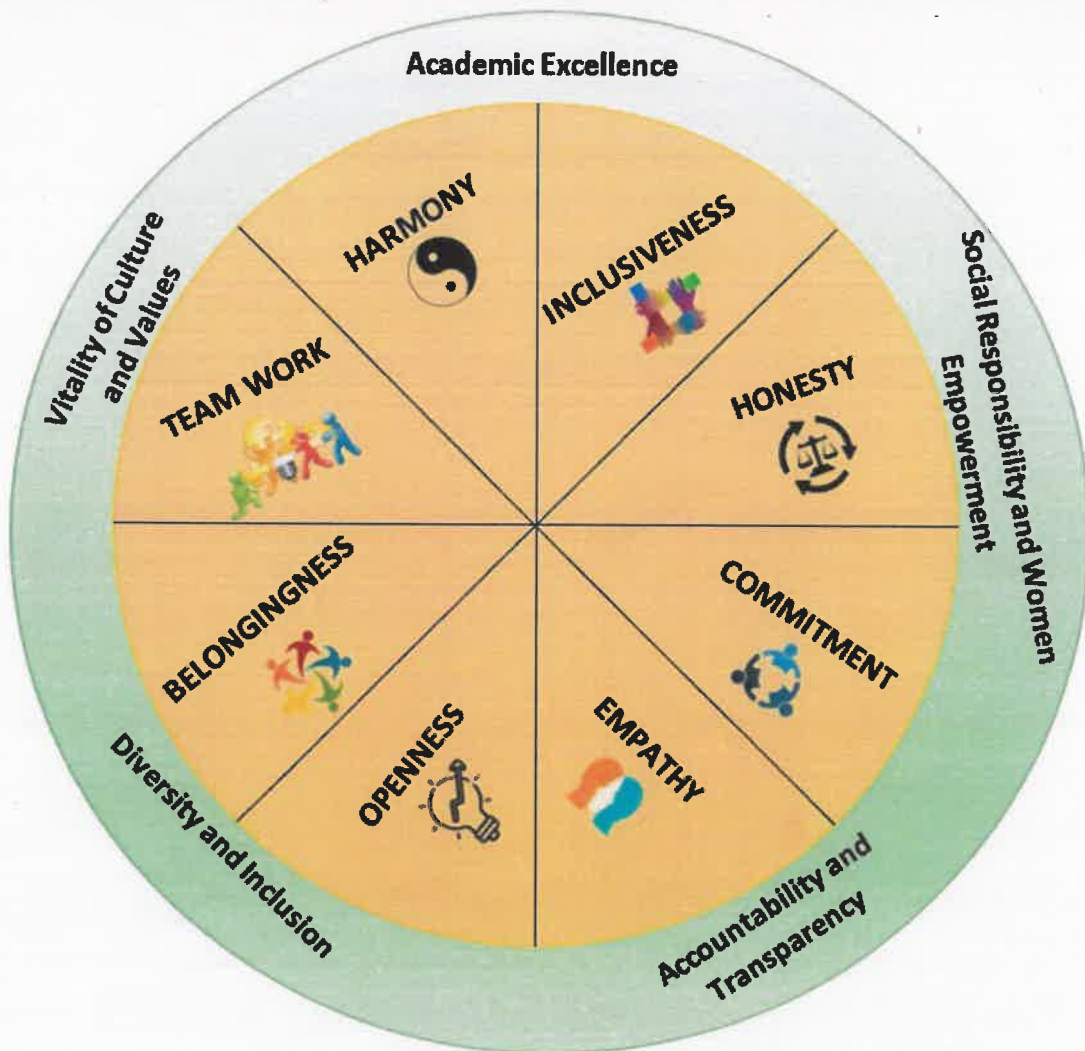 Academic Excellence
HARMONY
INCLUSIVENESS
Vitality of Culture
and Values
Social Responsibility and Women
Empowerment
TEAM WORK
HONESTY
BELONGINGNESS
COMMITMENT
OPENNESS
EMPATHY
Diversity and Inclusion
Accountability and
Transparency